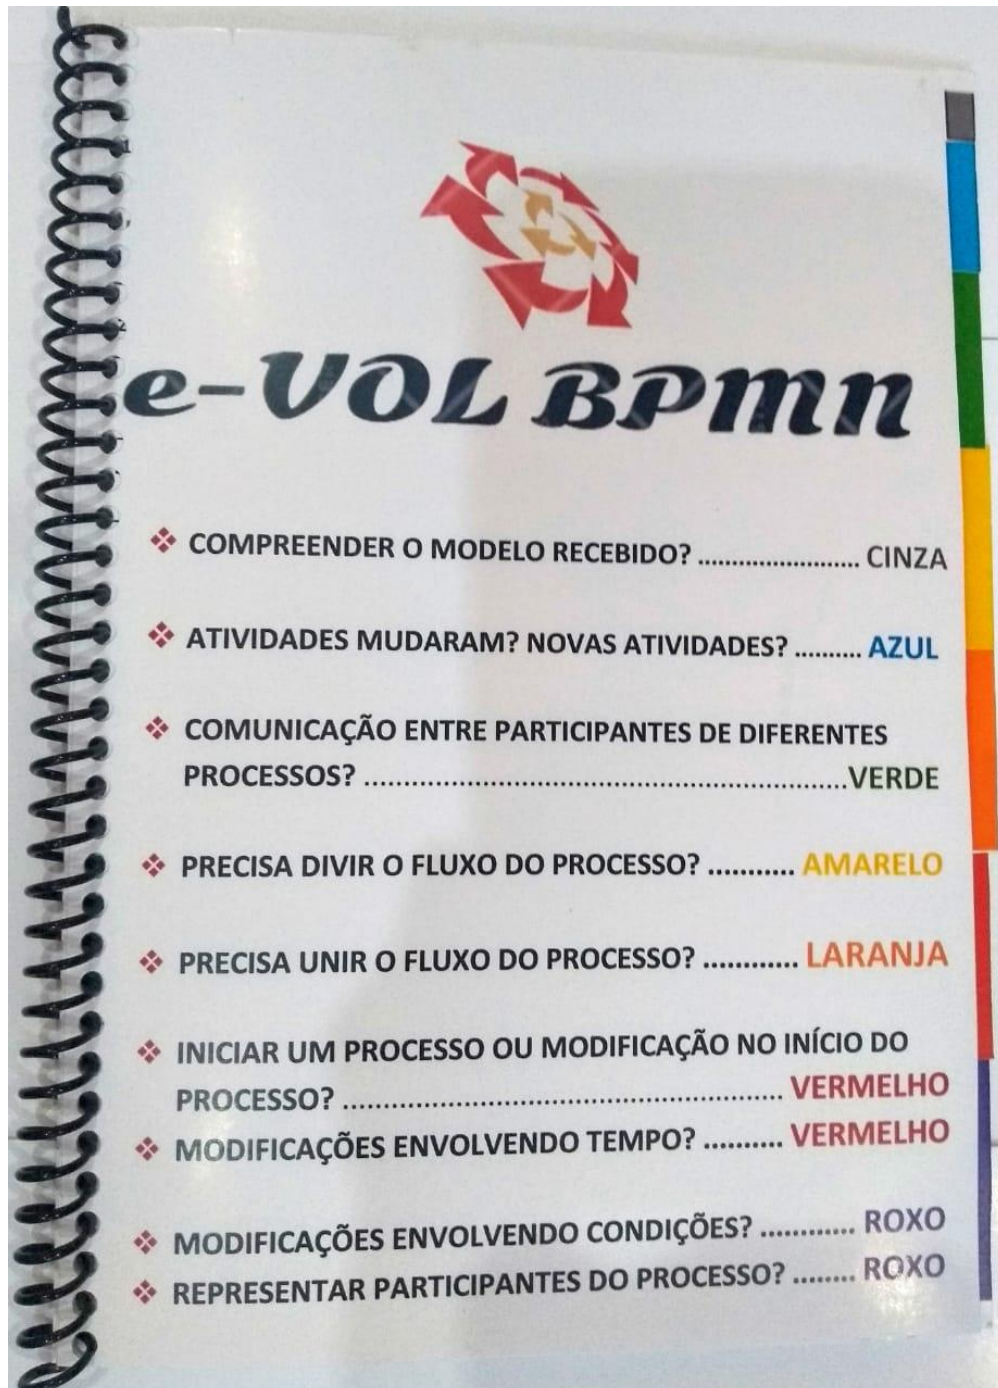 e-VOL BPMN
❖ COMPREENDER O MODELO RECEBIDO? ........................ CINZA
❖ ATIVIDADES MUDARAM? NOVAS ATIVIDADES? .......... AZUL
❖ COMUNICAÇÃO ENTRE PARTICIPANTES DE DIFERENTES
PROCESSOS? ............................................................VERDE
❖ PRECISA DIVIR O FLUXO DO PROCESSO? ........... AMARELO
❖ PRECISA UNIR O FLUXO DO PROCESSO? ............ LARANJA
❖ INICIAR UM PROCESSO OU MODIFICAÇÃO NO INÍCIO DO
PROCESSO? ...................................................... VERMELHO
❖ MODIFICAÇÕES ENVOLVENDO TEMPO? .......... VERMELHO
❖ MODIFICAÇÕES ENVOLVENDO CONDIÇÕES? ............ ROXO
❖ REPRESENTAR PARTICIPANTES DO PROCESSO? ........ ROXO